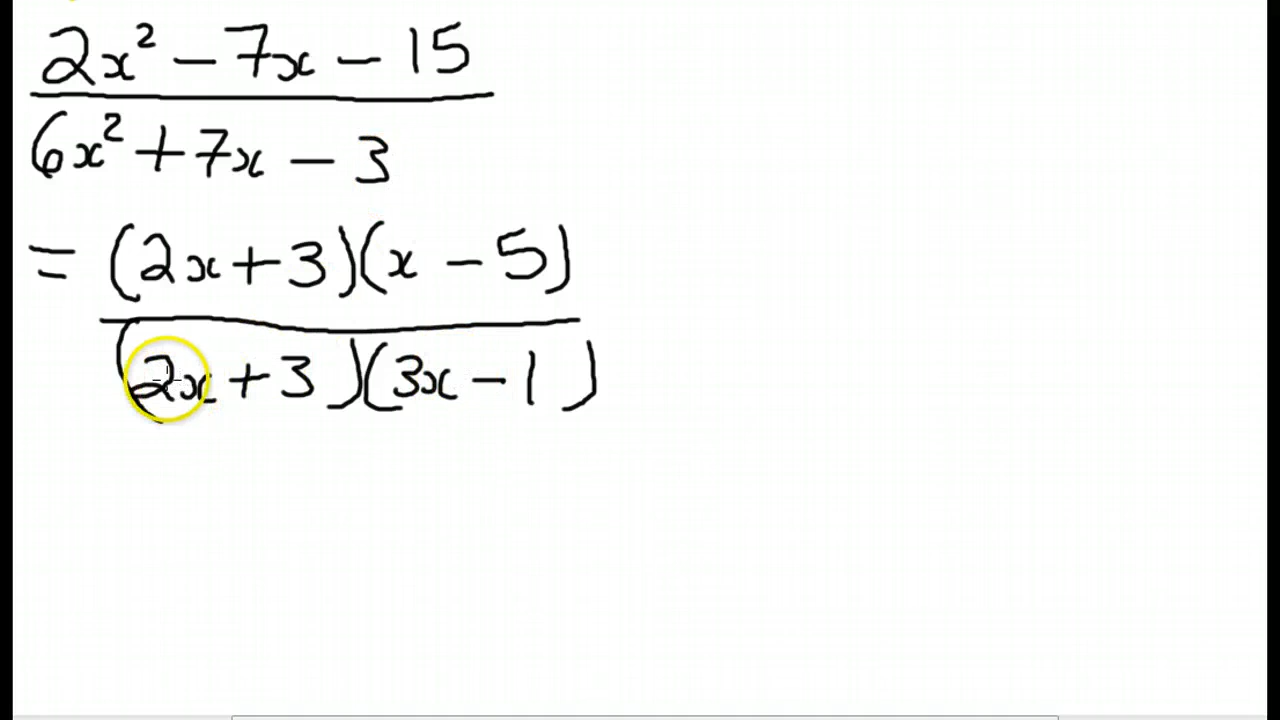 2x² - 7x - 15
6x² + 7x - 3
= (2x + 3)(x - 5)
(2x + 3)(3x - 1)